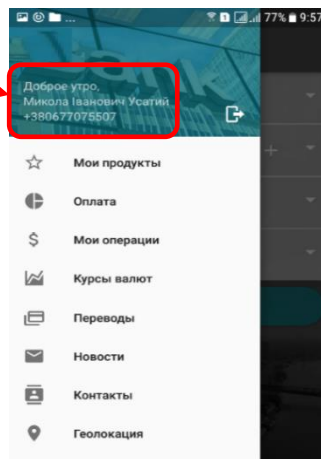 ... 77% 9:57
Доброе утро,
Микола Іванович Усатий
+380677075507
Мои продукты
Оплата
Мои операции
Курсы валют
Переводы
Новости
Контакты
Геолокация